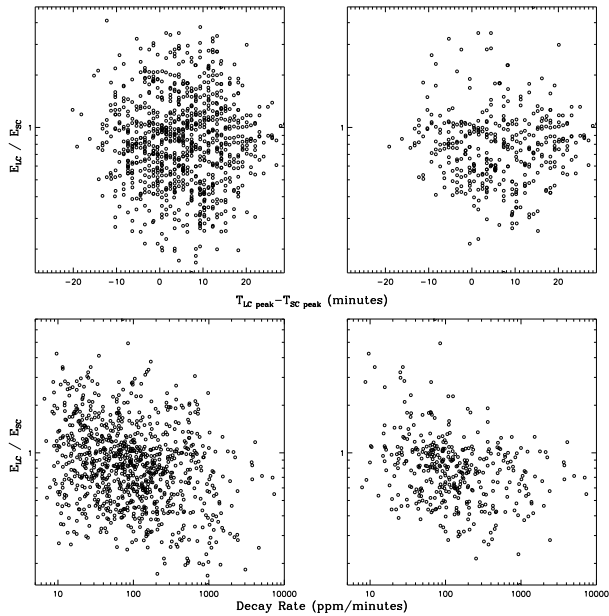 E_LC / E_SC
1
1
-20 -10 0 10 20
-20 -10 0 10 20
T_LC peak-T_SC peak (minutes)
E_LC / E_SC
1
1
10 100 1000 10000
10 100 1000 10000
Decay Rate (ppm/minutes)